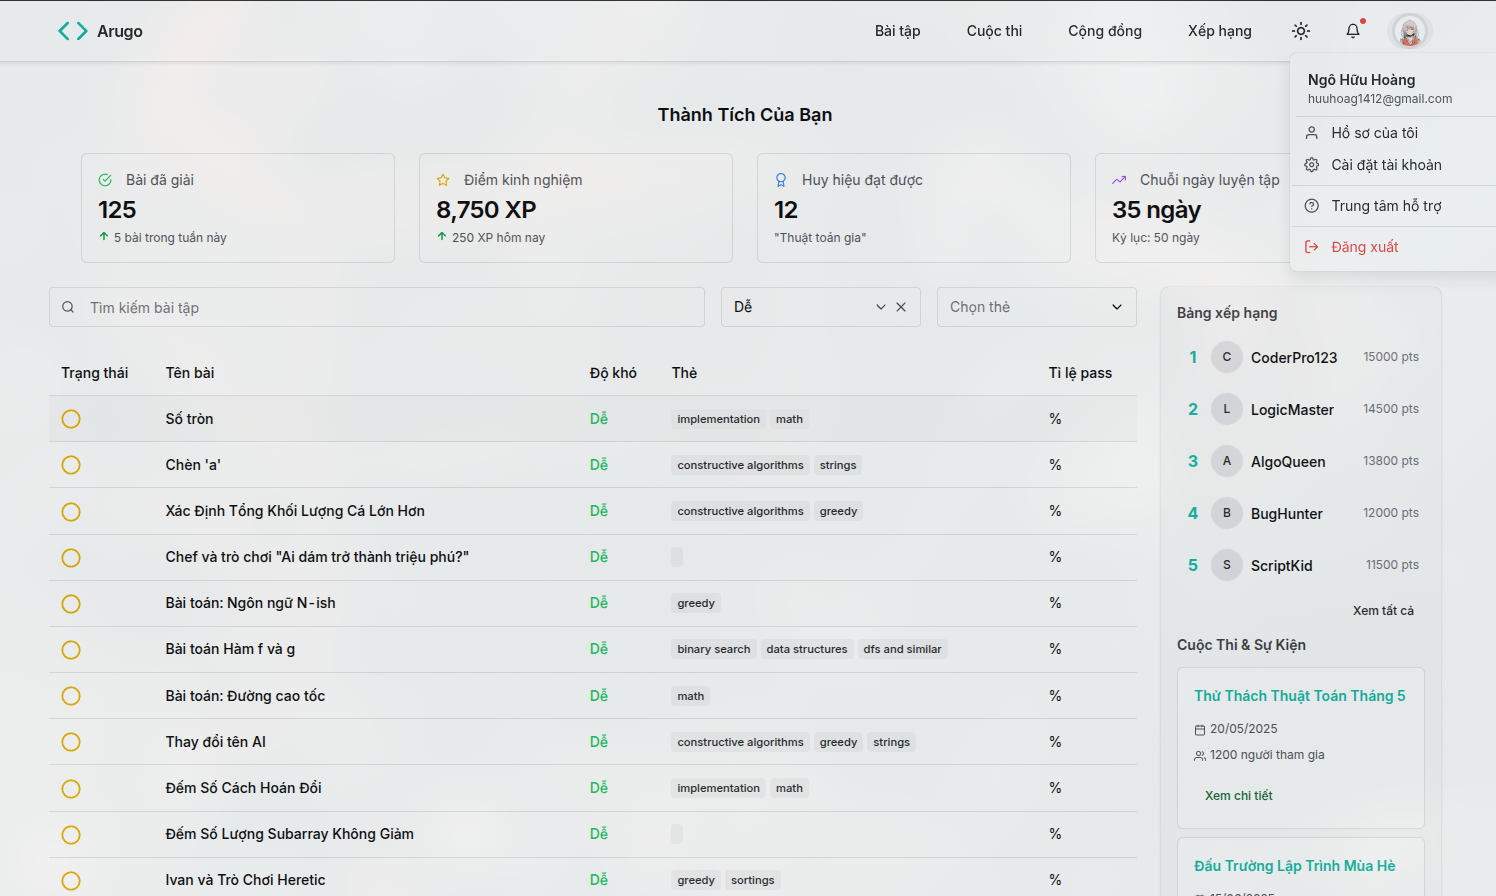 Arugo
Bài tập
Cuộc thi
Cộng đồng
Xếp hạng
Ngô Hữu Hoàng
huuhoag1412@gmail.com
Hồ sơ của tôi
Cài đặt tài khoản
Trung tâm hỗ trợ
Đăng xuất
Thành Tích Của Bạn
Bài đã giải
125
5 bài trong tuần này
Điểm kinh nghiệm
8,750 XP
250 XP hôm nay
Huy hiệu đạt được
12
"Thuật toán gia"
Chuỗi ngày luyện tập
35 ngày
Kỷ lục: 50 ngày
Tìm kiếm bài tập
Dễ
Chọn thẻ
Trạng thái Tên bài Độ khó Thẻ Tỉ lệ pass
Số tròn Dễ implementation math %
Chèn 'a' Dễ constructive algorithms strings %
Xác Định Tổng Khối Lượng Cá Lớn Hơn Dễ constructive algorithms greedy %
Chef và trò chơi "Ai dám trở thành triệu phú?" Dễ %
Bài toán: Ngôn ngữ N-ish Dễ greedy %
Bài toán Hàm f và g Dễ binary search data structures dfs and similar %
Bài toán: Đường cao tốc Dễ math %
Thay đổi tên AI Dễ constructive algorithms greedy strings %
Đếm Số Cách Hoán Đổi Dễ implementation math %
Đếm Số Lượng Subarray Không Giảm Dễ %
Ivan và Trò Chơi Heretic Dễ greedy sortings %
Bảng xếp hạng
1 C CoderPro123 15000 pts
2 L LogicMaster 14500 pts
3 A AlgoQueen 13800 pts
4 B BugHunter 12000 pts
5 S ScriptKid 11500 pts
Xem tất cả
Cuộc Thi & Sự Kiện
Thử Thách Thuật Toán Tháng 5
20/05/2025
1200 người tham gia
Xem chi tiết
Đấu Trường Lập Trình Mùa Hè